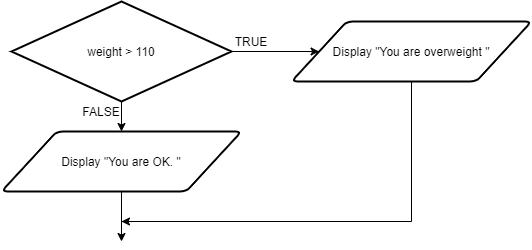 weight > 110
TRUE
Display "You are overweight "
FALSE
Display "You are OK. "